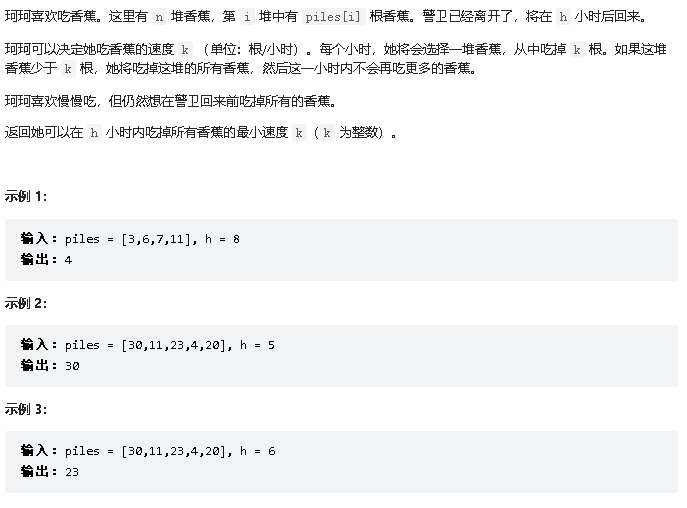 珂珂喜欢吃香蕉。这里有 n 堆香蕉，第 i 堆中有 piles[i] 根香蕉。警卫已经离开了，将在 h 小时后回来。
珂珂可以决定她吃香蕉的速度 k （单位：根/小时）。每个小时，她将会选择一堆香蕉，从中吃掉 k 根。如果这堆
香蕉少于 k 根，她将吃掉这堆的所有香蕉，然后这一小时内不会再吃更多的香蕉。
珂珂喜欢慢慢吃，但仍然想在警卫回来前吃掉所有的香蕉。
返回她可以在 h 小时内吃掉所有香蕉的最小速度 k（k 为整数）。
示例 1：
输入：piles = [3,6,7,11], h = 8
输出：4
示例 2：
输入：piles = [30,11,23,4,20], h = 5
输出：30
示例 3：
输入：piles = [30,11,23,4,20], h = 6
输出：23